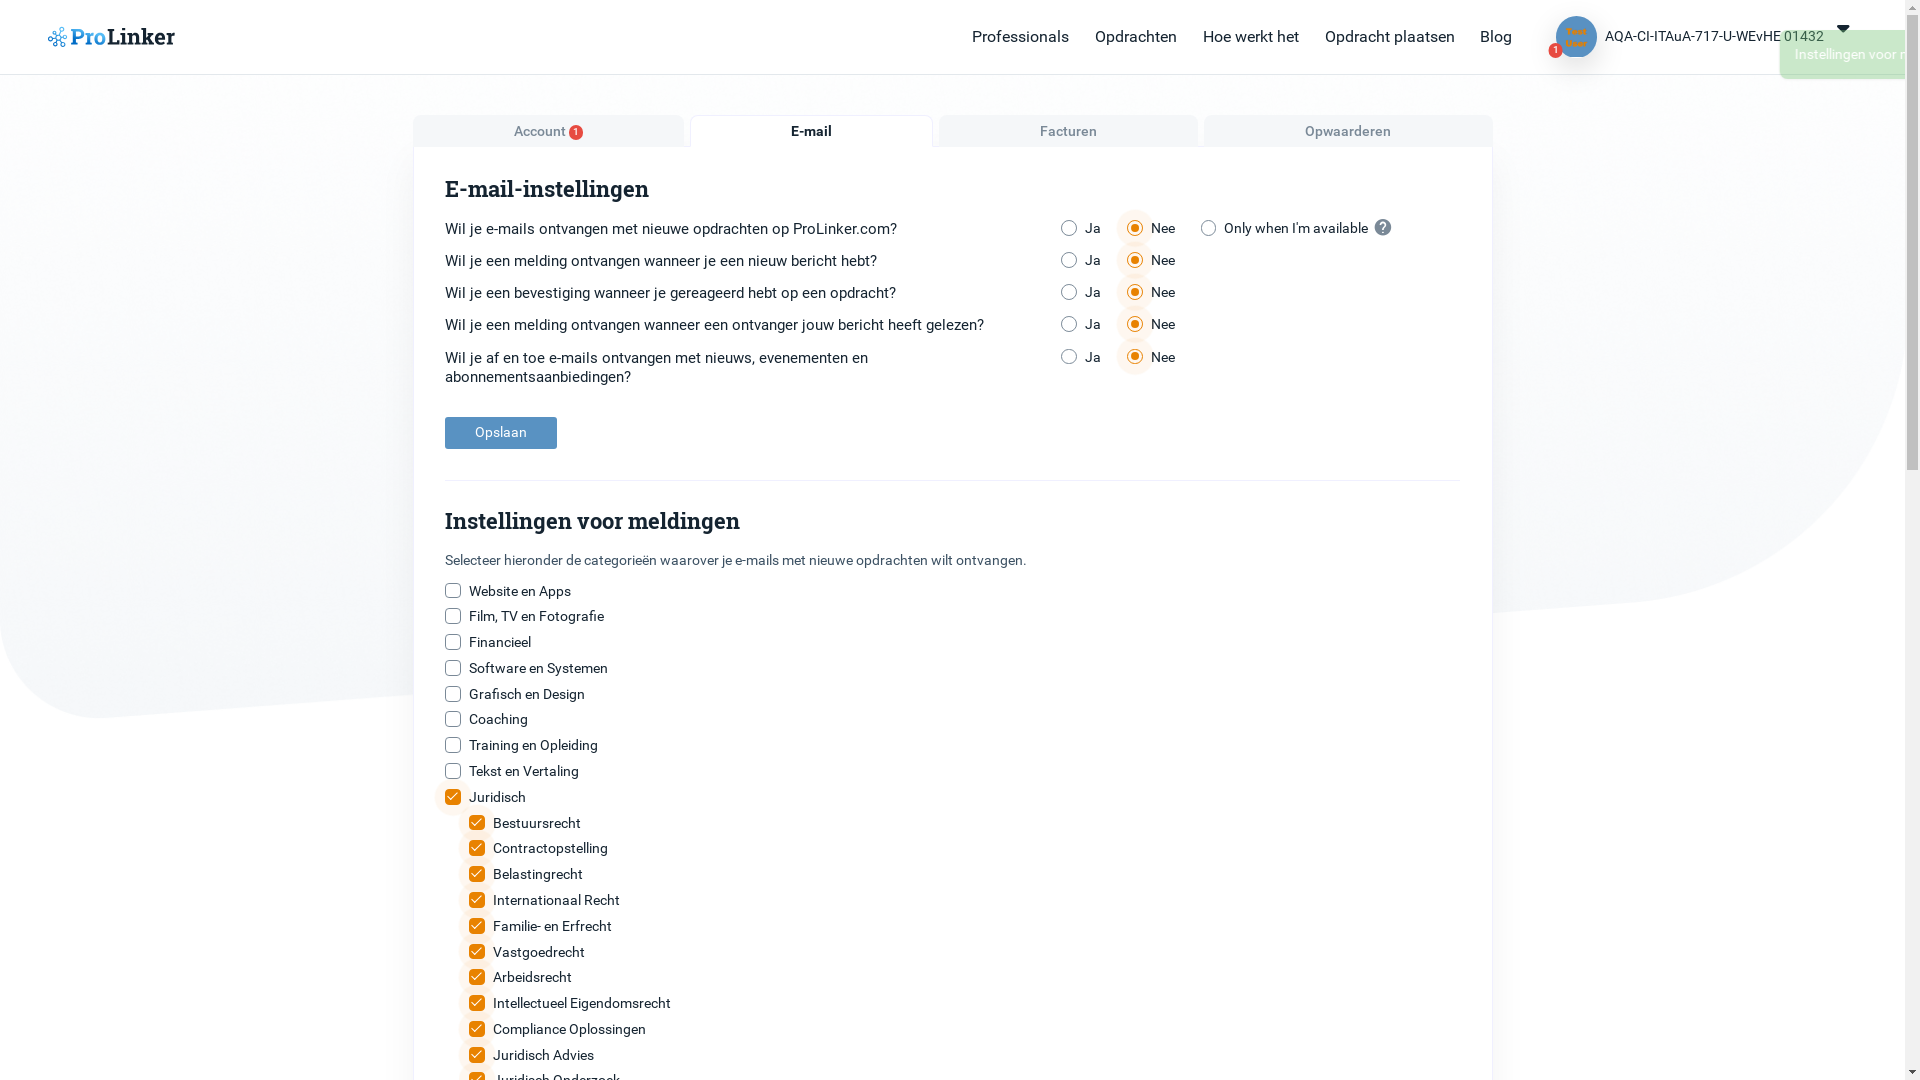 ProLinker
Professionals
Opdrachten
Hoe werkt het
Opdracht plaatsen
Blog
1
AQA-CI-ITAuA-717-U-WEvHE 01432
Instellingen voor
Account 1
E-mail
Facturen
Opwaarderen
E-mail-instellingen
Wil je e-mails ontvangen met nieuwe opdrachten op ProLinker.com?
Ja
Nee
Only when I'm available
?
Wil je een melding ontvangen wanneer je een nieuw bericht hebt?
Ja
Nee
Wil je een bevestiging wanneer je gereageerd hebt op een opdracht?
Ja
Nee
Wil je een melding ontvangen wanneer een ontvanger jouw bericht heeft gelezen?
Ja
Nee
Wil je af en toe e-mails ontvangen met nieuws, evenementen en
abonnementsaanbiedingen?
Ja
Nee
Opslaan
Instellingen voor meldingen
Selecteer hieronder de categorieën waarover je e-mails met nieuwe opdrachten wilt ontvangen.
Website en Apps
Film, TV en Fotografie
Financieel
Software en Systemen
Grafisch en Design
Coaching
Training en Opleiding
Tekst en Vertaling
Juridisch
Bestuursrecht
Contractopstelling
Belastingrecht
Internationaal Recht
Familie- en Erfrecht
Vastgoedrecht
Arbeidsrecht
Intellectueel Eigendomsrecht
Compliance Oplossingen
Juridisch Advies
Juridisch Onderzoek